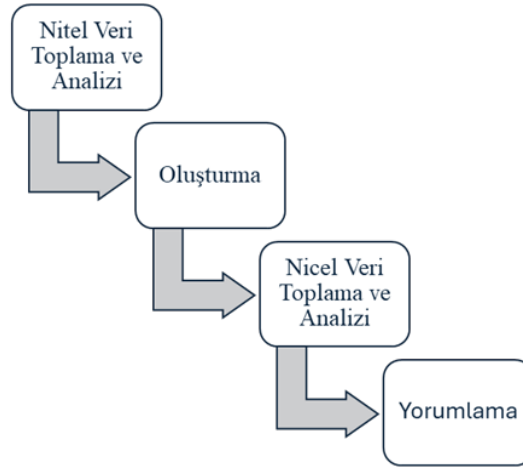 Nitel Veri
Toplama ve
Analizi
Oluşturma
Nicel Veri
Toplama ve
Analizi
Yorumlama